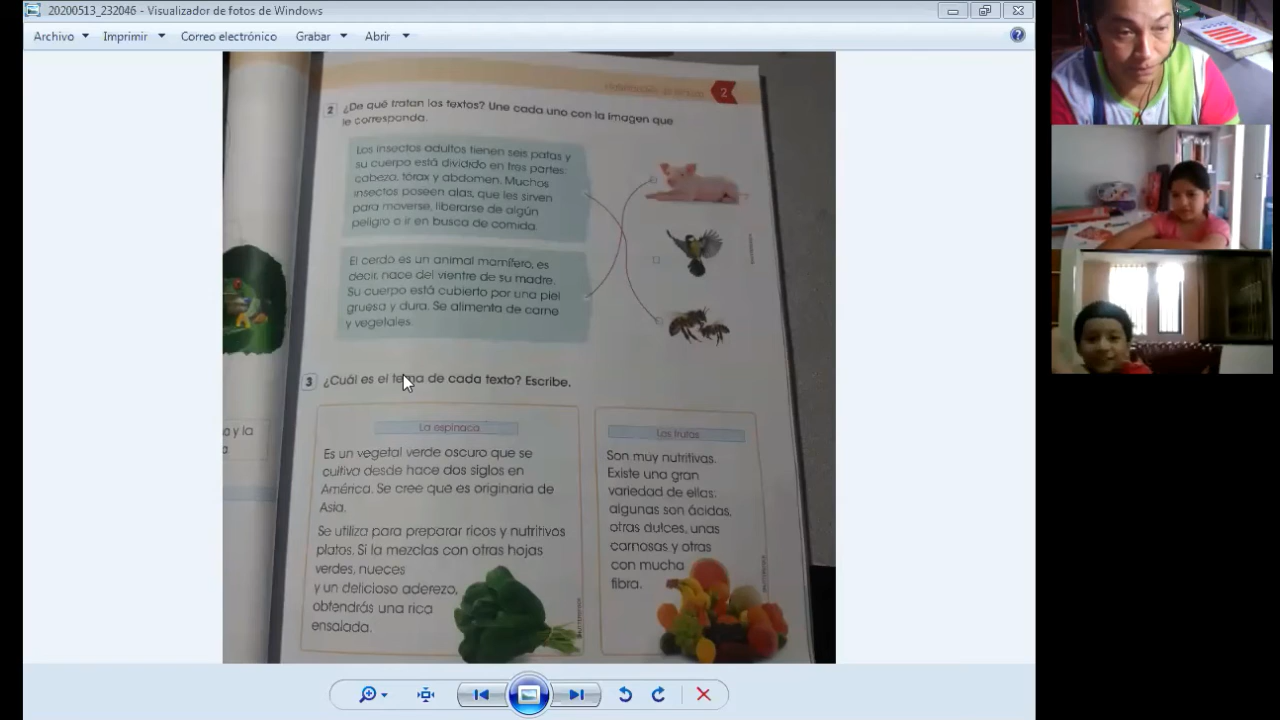 20200513_232046 - Visualizador de fotos de Windows
Archivo Imprimir Correo electrónico Grabar Abrir
2
2 ¿De qué tratan los textos? Une cada uno con la imagen que
le corresponda.
Los insectos adultos tienen seis patas y
su cuerpo está dividido en tres partes:
cabeza, tórax y abdomen. Muchos
insectos poseen alas, que les sirven
para moverse, liberarse de algún
peligro o ir en busca de comida.
El cerdo es un animal mamífero, es
decir, nace del vientre de su madre.
Su cuerpo está cubierto por una piel
gruesa y dura. Se alimenta de carne
y vegetales.
3 ¿Cuál es el tema de cada texto? Escribe.
a y la
a
La espinaca
Es un vegetal verde oscuro que se
cultiva desde hace dos siglos en
América. Se cree que es originaria de
Asia.
Se utiliza para preparar ricos y nutritivos
platos. Si la mezclas con otras hojas
verdes, nueces
y un delicioso aderezo,
obtendrás una rica
ensalada.
Las frutas
Son muy nutritivas.
Existe una gran
variedad de ellas:
algunas son ácidas,
otras dulces, unas
carnosas y otras
con mucha
fibra.